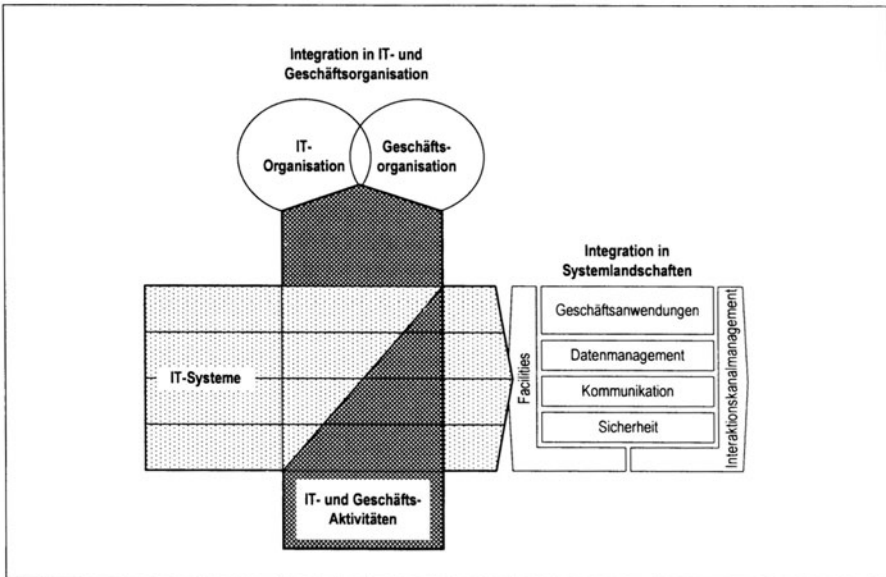 Integration in IT- und
Geschäftsorganisation
IT-
Organisation
Geschäfts-
organisation
Integration in
Systemlandschaften
IT-Systeme
Facilities
Geschäftsanwendungen
Datenmanagement
Kommunikation
Sicherheit
Interaktionskanalmanagement
IT- und Geschäfts-
Aktivitäten